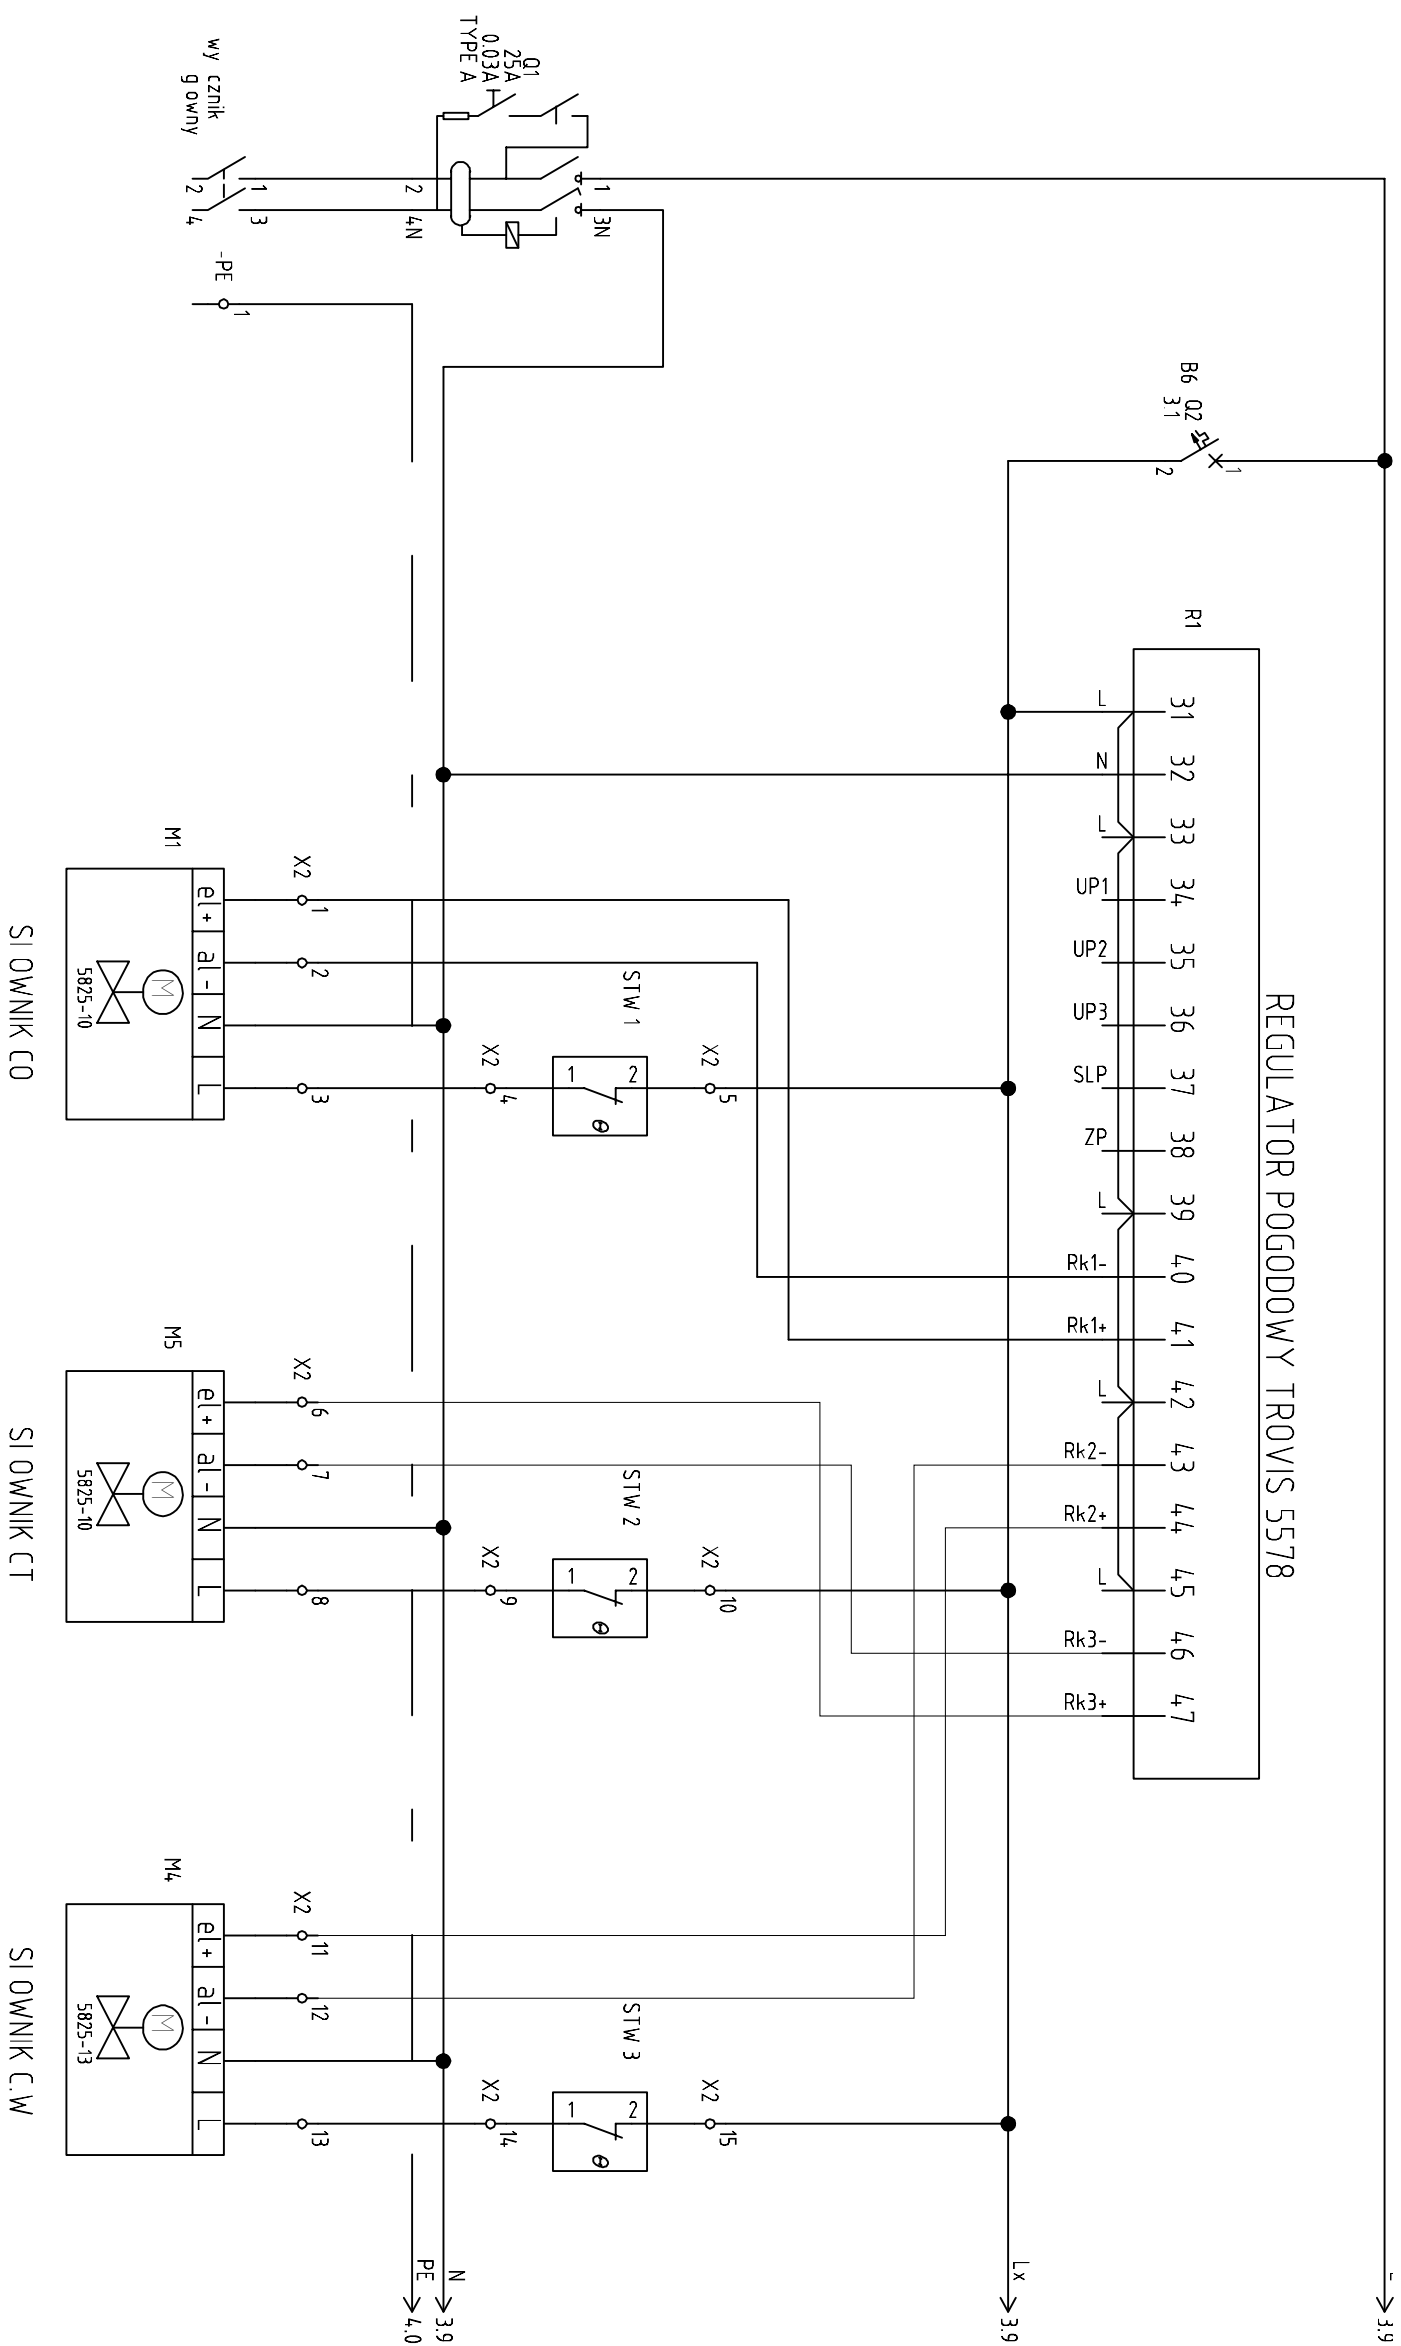 L
3.9
1
B6 Q2
3.1
2
REGULATOR POGODOWY TROVIS 5578
R1
31 32 33 34 35 36 37 38 39 40 41 42 43 44 45 46 47
L N L UP1 UP2 UP3 SLP ZP L Rk1- Rk1+ L Rk2- Rk2+ L Rk3- Rk3+
Lx
3.9
Q1
25A
0.03A
TYPE A
1
3N
2
4N
wy cznik
g owny
1
3
2
4
-PE
1
X2
5
X2
10
X2
15
STW 1
1 2
θ
STW 2
1 2
θ
STW 3
1 2
θ
X2
4
X2
9
X2
14
N
3.9
PE
4.0
X2
1
2
3
X2
6
7
8
X2
11
12
13
M1
el+ al- N L
M
5825-10
SI OWNIK CO
M5
el+ al- N L
M
5825-10
SI OWNIK CT
M4
el+ al- N L
M
5825-13
SI OWNIK C.W